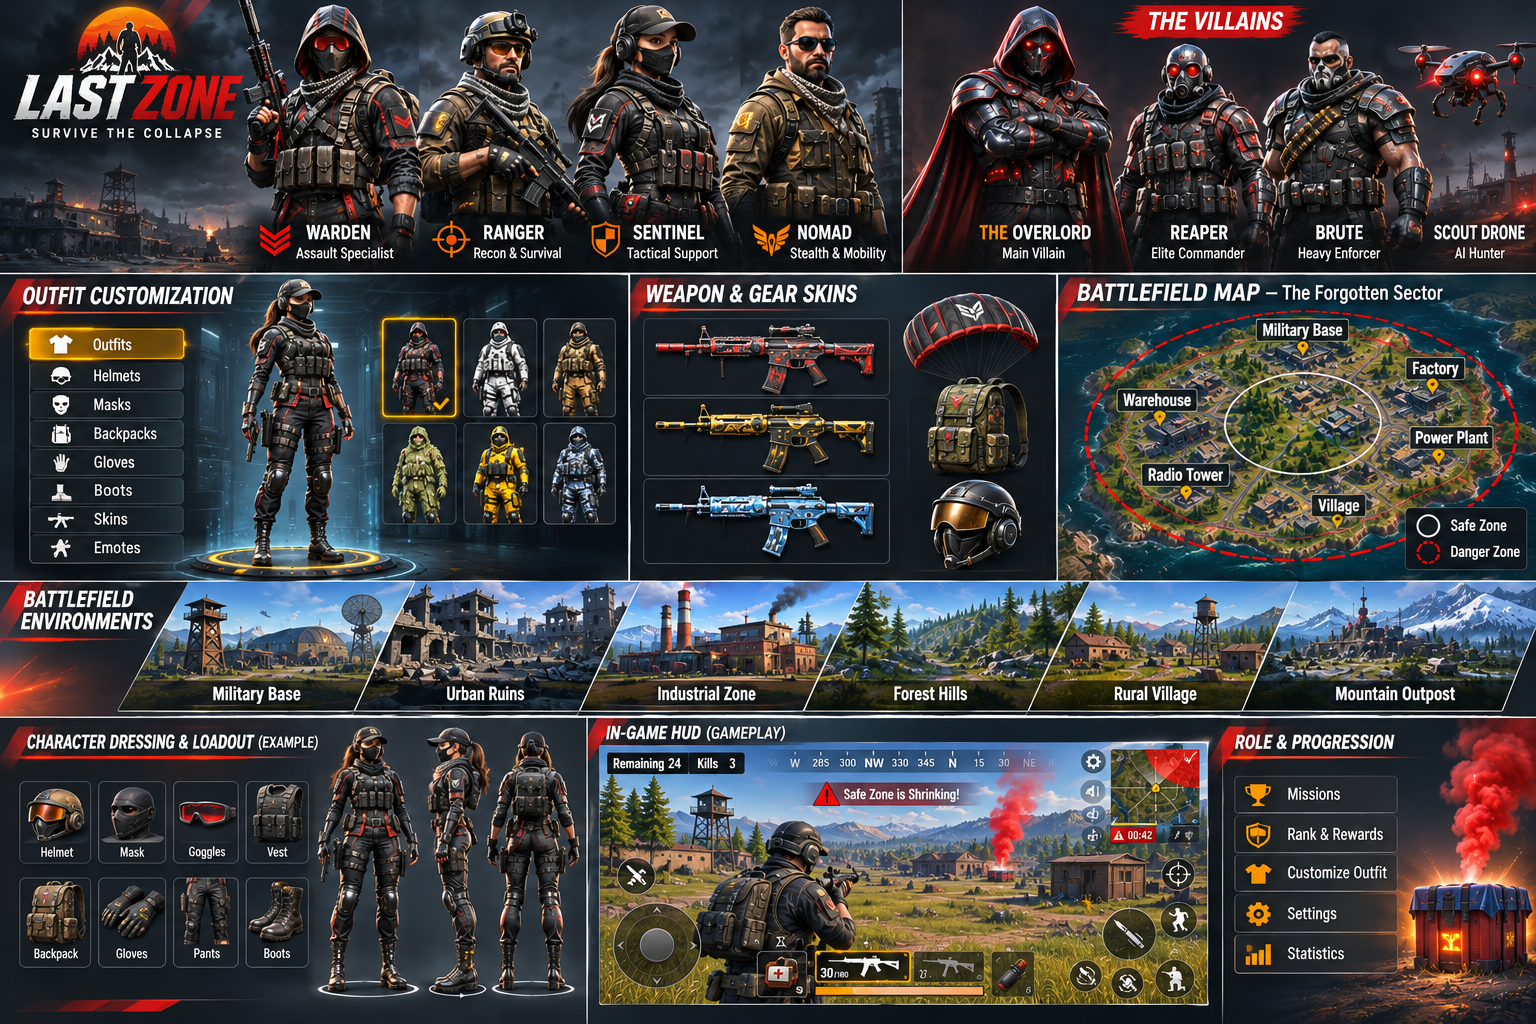 LAST ZONE
SURVIVE THE COLLAPSE
WARDEN
Assault Specialist
RANGER
Recon & Survival
SENTINEL
Tactical Support
NOMAD
Stealth & Mobility
THE VILLAINS
THE OVERLORD
Main Villain
REAPER
Elite Commander
BRUTE
Heavy Enforcer
SCOUT DRONE
AI Hunter
OUTFIT CUSTOMIZATION
Outfits
Helmets
Masks
Backpacks
Gloves
Boots
Skins
Emotes
WEAPON & GEAR SKINS
BATTLEFIELD MAP – The Forgotten Sector
Military Base
Factory
Warehouse
Power Plant
Radio Tower
Village
Safe Zone
Danger Zone
BATTLEFIELD
ENVIRONMENTS
Military Base
Urban Ruins
Industrial Zone
Forest Hills
Rural Village
Mountain Outpost
CHARACTER DRESSING & LOADOUT (EXAMPLE)
Helmet
Mask
Goggles
Vest
Backpack
Gloves
Pants
Boots
IN-GAME HUD (GAMEPLAY)
Remaining 24 Kills 3
W 285 300 NW 330 345 N 15 30 NE
Safe Zone is Shrinking!
00:42
9
30
6
ROLE & PROGRESSION
Missions
Rank & Rewards
Customize Outfit
Settings
Statistics